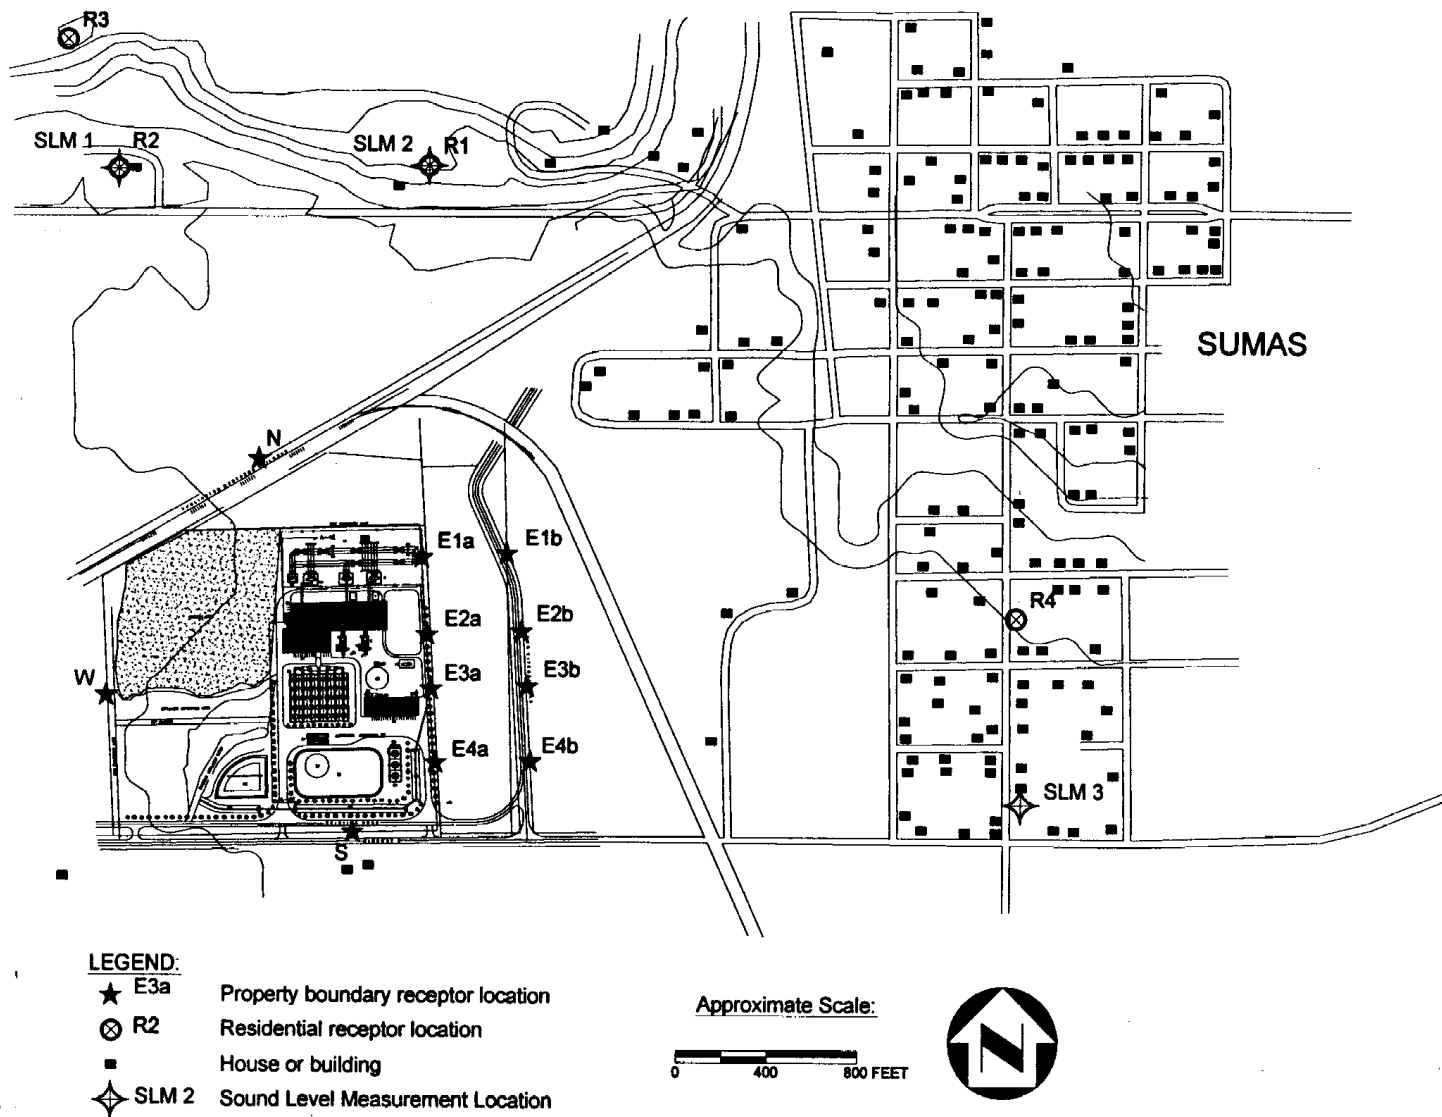 R3
SLM 1 R2
SLM 2 R1
SUMAS
N
E1a
E1b
E2a
E2b
R4
E3a
E3b
W
E4a
E4b
SLM 3
S
LEGEND:
E3a Property boundary receptor location
R2 Residential receptor location
House or building
SLM 2 Sound Level Measurement Location
Approximate Scale:
0 400 800 FEET
N